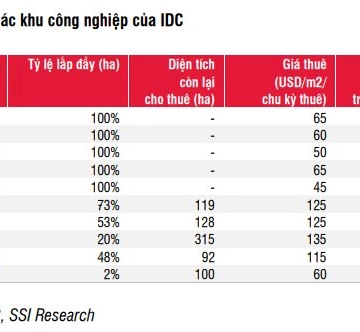 ác khu công nghiệp của IDC
Tỷ lệ lấp đầy (ha) Diện tích còn lại cho thuê (ha) Giá thuê (USD/m2/ chu kỳ thuê) tr
100% - 65
100% - 60
100% - 50
100% - 65
100% - 45
73% 119 125
53% 128 125
20% 315 135
48% 92 115
2% 100 60
, SSI Research